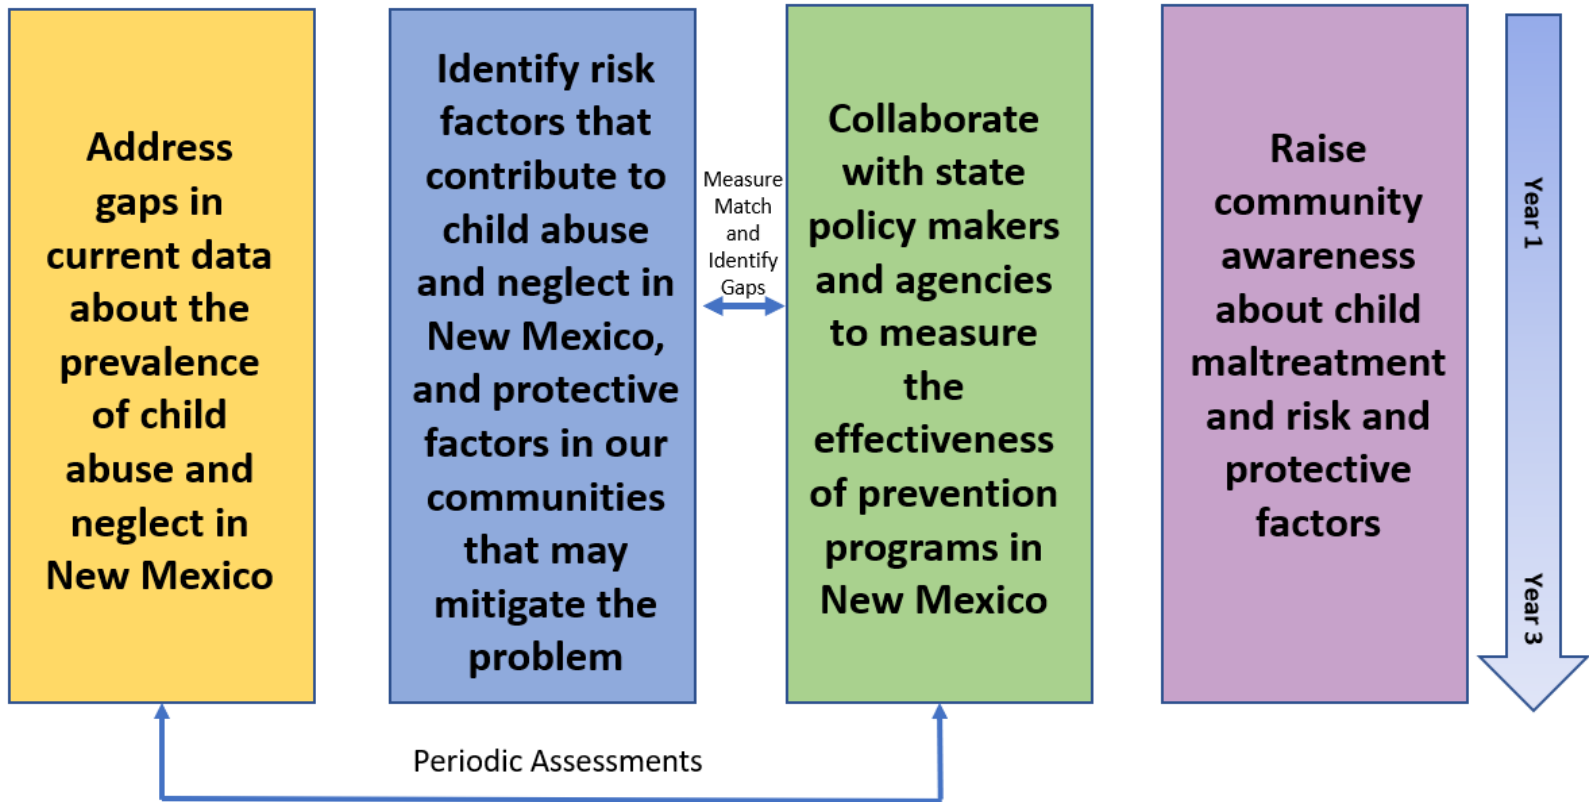 Address
gaps in
current data
about the
prevalence
of child
abuse and
neglect in
New Mexico
Identify risk
factors that
contribute to
child abuse
and neglect in
New Mexico,
and protective
factors in our
communities
that may
mitigate the
problem
Measure
Match
and
Identify
Gaps
Collaborate
with state
policy makers
and agencies
to measure
the
effectiveness
of prevention
programs in
New Mexico
Raise
community
awareness
about child
maltreatment
and risk and
protective
factors
Year 1
Year 3
Periodic Assessments